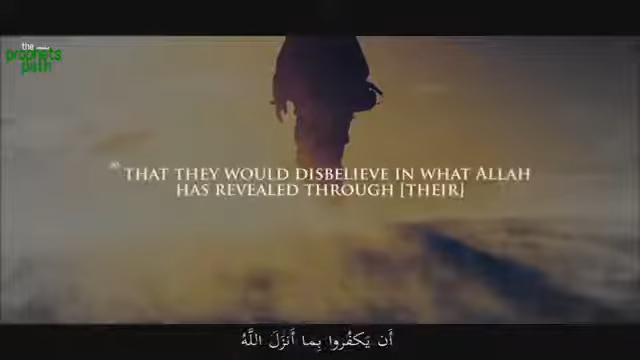 the
prophets
path
THAT THEY WOULD DISBELIEVE IN WHAT ALLAH
HAS REVEALED THROUGH [THEIR]
أَن يَكْفُرُوا بِمَا أَنزَلَ اللَّهُ